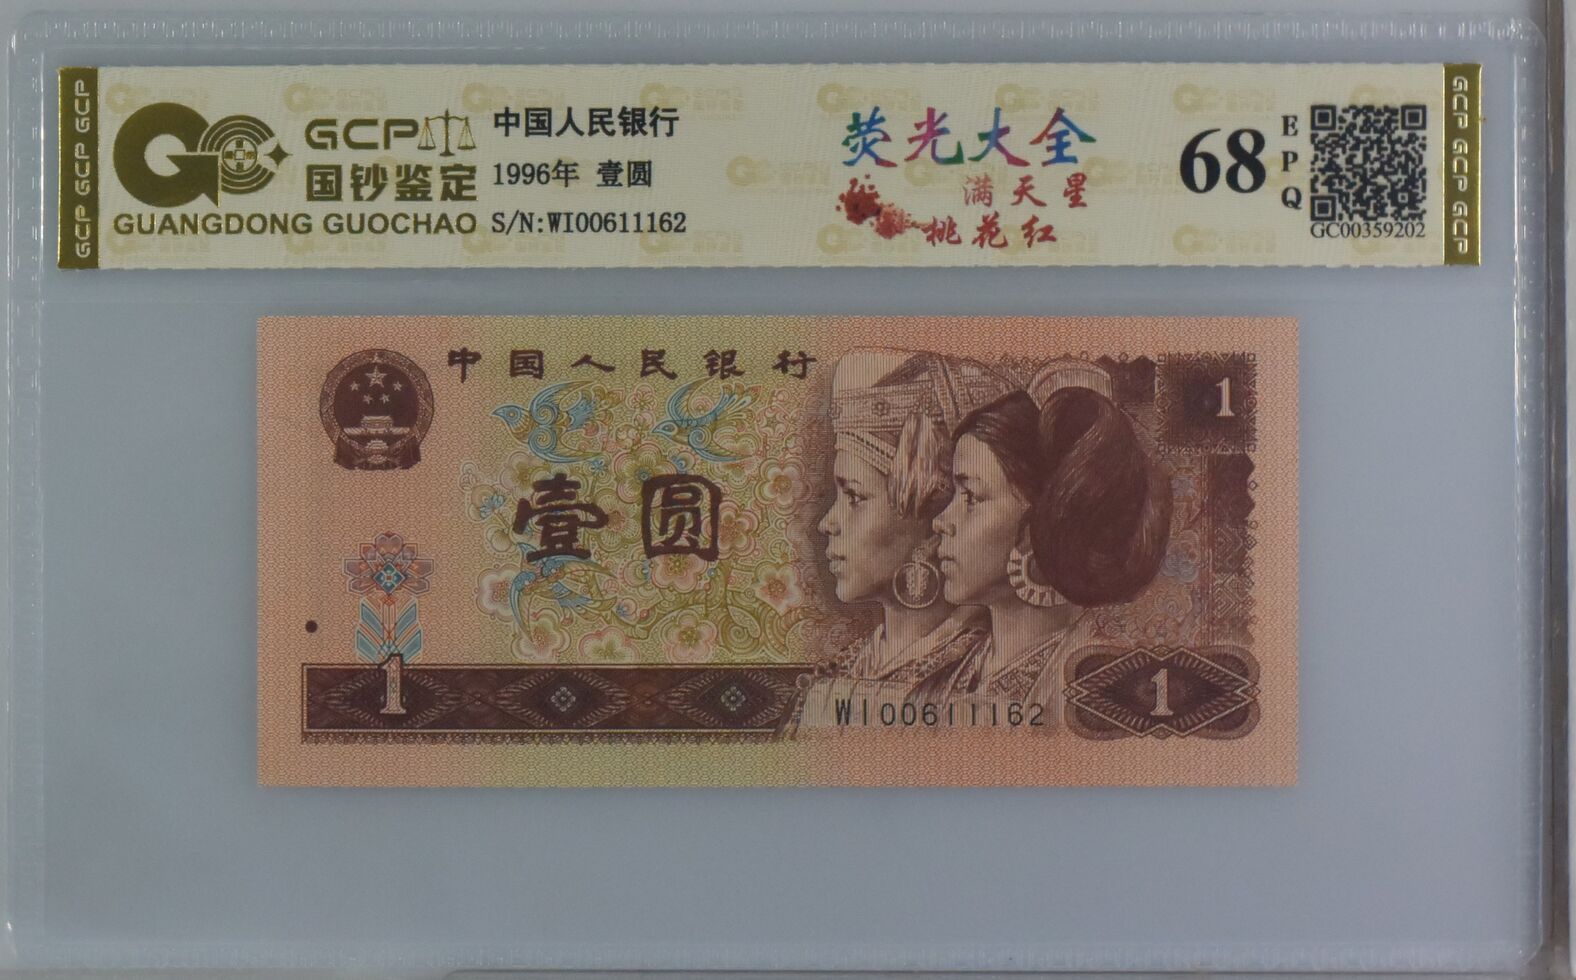 GCP GCP GCP
GCP
国钞鉴定
GUANGDONG GUOCHAO
中国人民银行
1996年 壹圆
S/N:WI00611162
荧光大全
满天星
桃花红
68
EPQ
GC00359202
GCP GCP GCP
中国人民银行
1
壹圆
1
WI00611162
1